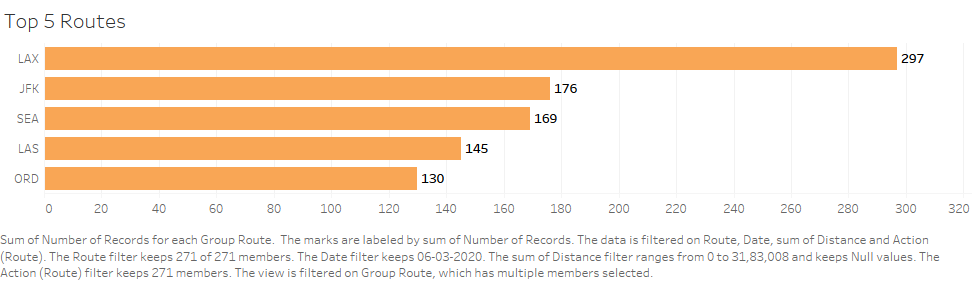 Top 5 Routes
LAX 297
JFK 176
SEA 169
LAS 145
ORD 130
0 20 40 60 80 100 120 140 160 180 200 220 240 260 280 300 320
Sum of Number of Records for each Group Route. The marks are labeled by sum of Number of Records. The data is filtered on Route, Date, sum of Distance and Action
(Route). The Route filter keeps 271 of 271 members. The Date filter keeps 06-03-2020. The sum of Distance filter ranges from 0 to 31,83,008 and keeps Null values. The
Action (Route) filter keeps 271 members. The view is filtered on Group Route, which has multiple members selected.